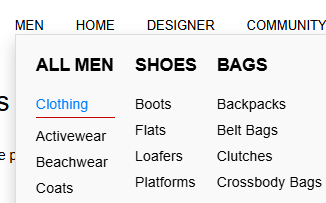 MEN HOME DESIGNER COMMUNITY
ALL MEN SHOES BAGS
Clothing Boots Backpacks
Activewear Flats Belt Bags
Beachwear Loafers Clutches
Coats Platforms Crossbody Bags